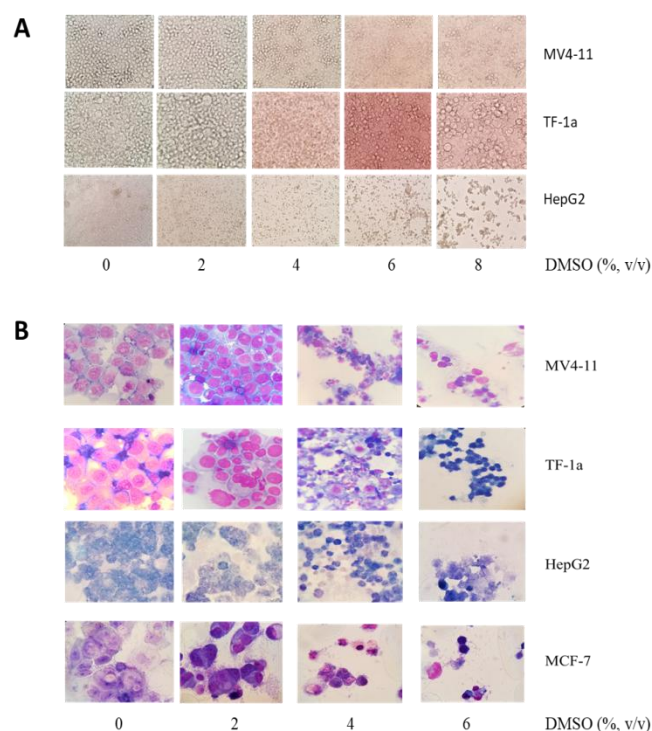 A
MV4-11
TF-1a
HepG2
0 2 4 6 8 DMSO (%, v/v)
B
MV4-11
TF-1a
HepG2
MCF-7
0 2 4 6 DMSO (%, v/v)